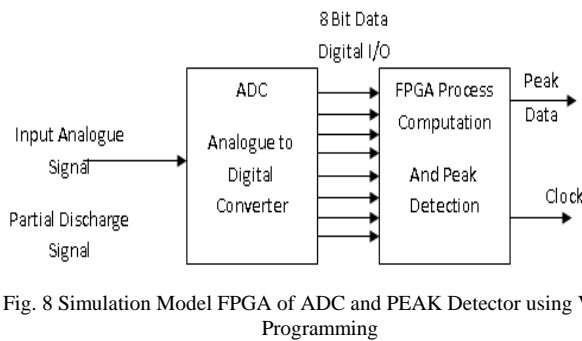 8 Bit Data
Digital I/O
ADC
Analogue to
Digital
Converter
FPGA Process
Computation
And Peak
Detection
Peak
Data
Clock
Input Analogue
Signal
Partial Discharge
Signal
Fig. 8 Simulation Model FPGA of ADC and PEAK Detector using
Programming